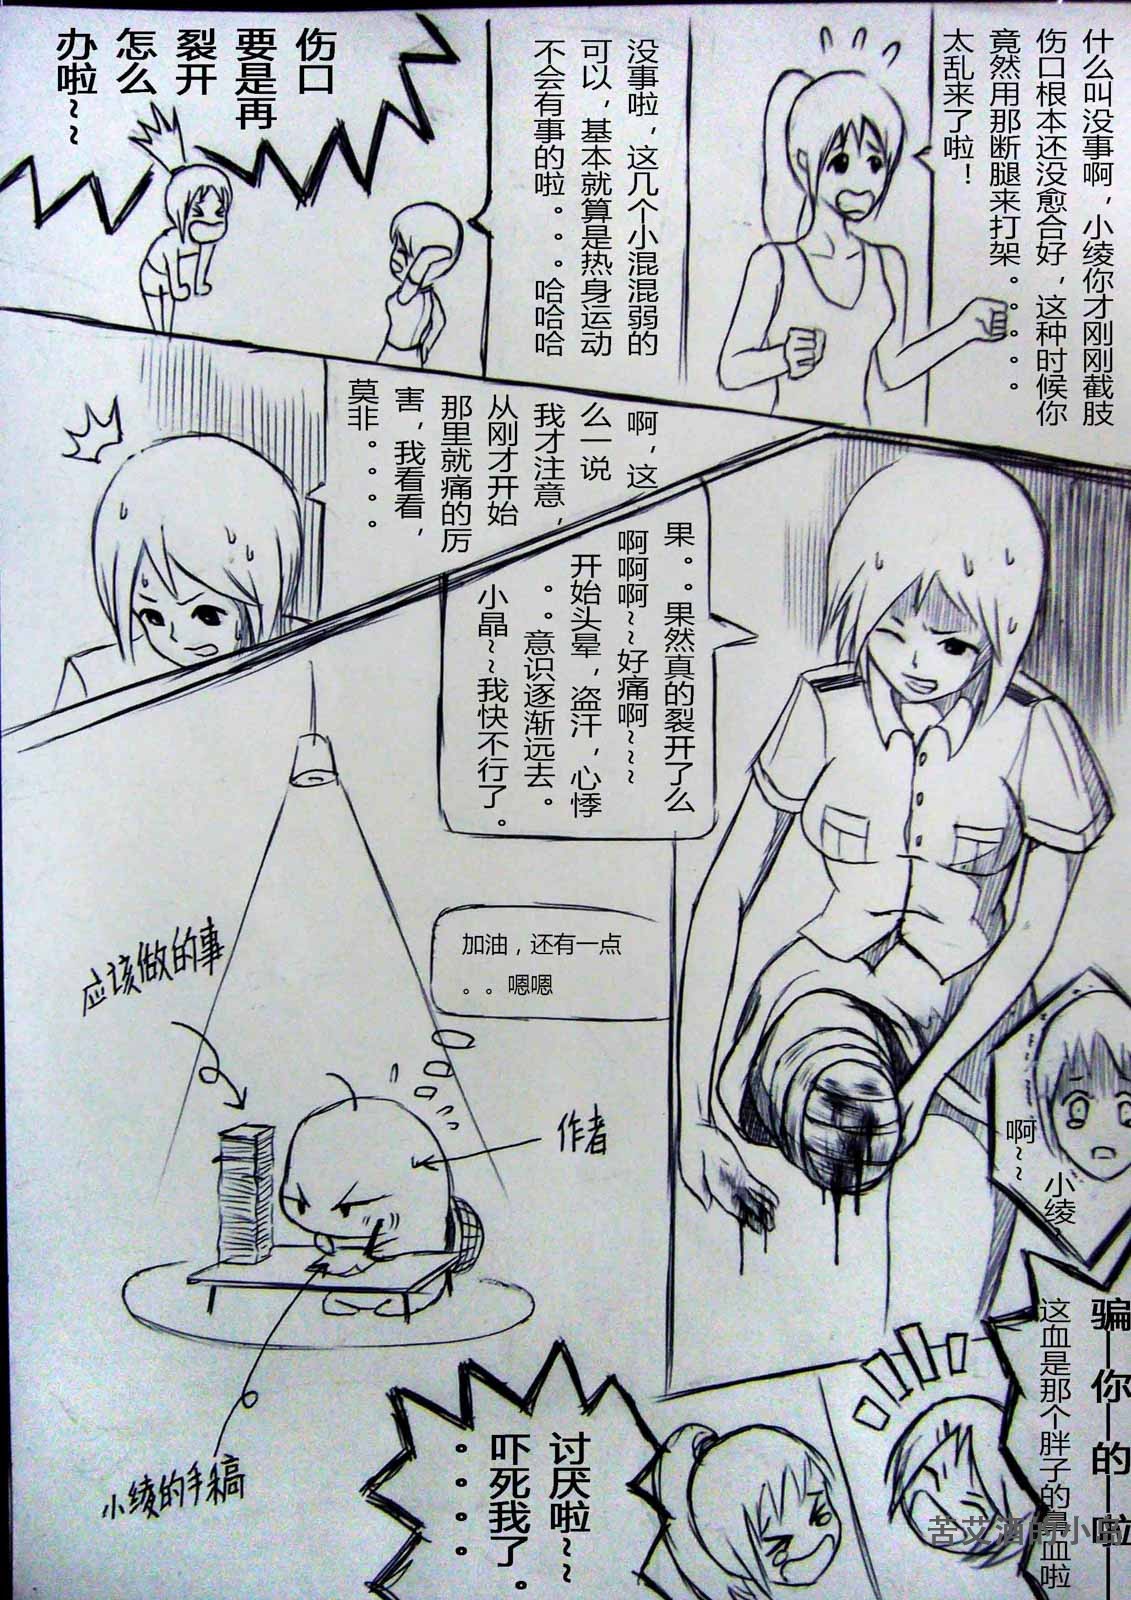 什么叫没事啊，小绫你才刚刚截肢
伤口根本还没愈合好，这种时候你
竟然用那断腿来打架。。。。。
太乱来了啦！
没事啦，这几个小混混弱的
可以，基本就算是热身运动
不会有事的啦。。。哈哈哈
伤口
要是再
裂开
怎么
办啦~~
啊，这
么一说
我才注意，
从刚才开始
那里就痛的厉
害，我看看，
莫非。。。。
果。。果然真的裂开了么
啊啊啊~~好痛啊~~~
开始头晕，盗汗，心悸
。。意识逐渐远去。
小晶~~我快不行了。
啊~~
小绫，
加油，还有一点
。。嗯嗯
应该做的事
作者
小绫的手稿
骗—你—的—啦—
这血是那个胖子的鼻血啦
讨厌啦~~
吓死我了.
。。。。
苦艾酒的小岛